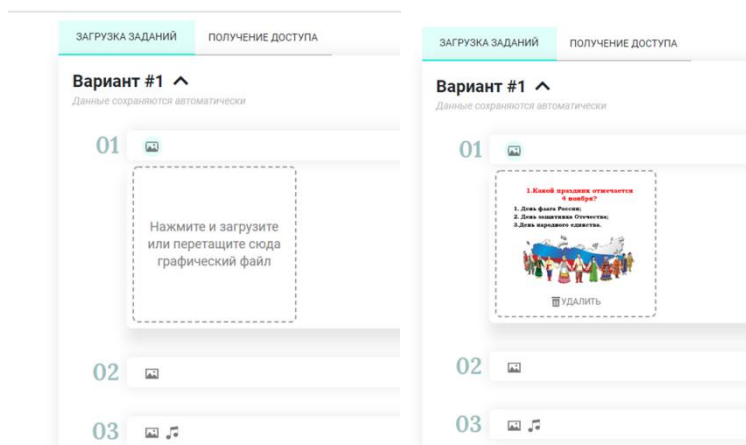 ЗАГРУЗКА ЗАДАНИЙ ПОЛУЧЕНИЕ ДОСТУПА
Вариант #1
Данные сохраняются автоматически
01
Нажмите и загрузите
или перетащите сюда
графический файл
02
03
ЗАГРУЗКА ЗАДАНИЙ ПОЛУЧЕНИЕ ДОСТУПА
Вариант #1
Данные сохраняются автоматически
01
1.Какой праздник отмечается
4 ноября?
1. День флага России;
2. День защитника Отечества;
3.День народного единства.
УДАЛИТЬ
02
03